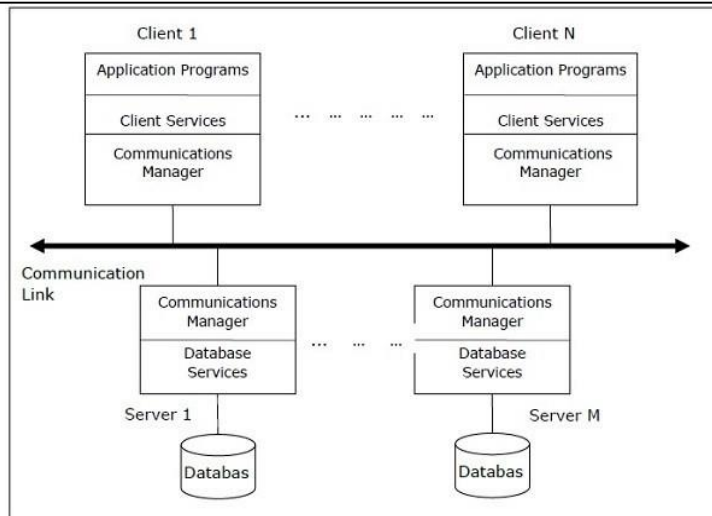 Client 1
Client N
Application Programs
Application Programs
Client Services
Client Services
... ... ... ... ...
Communications
Manager
Communications
Manager
Communication
Link
Communications
Manager
Communications
Manager
... ... ...
Database
Services
Database
Services
Server 1
Server M
Databas
Databas